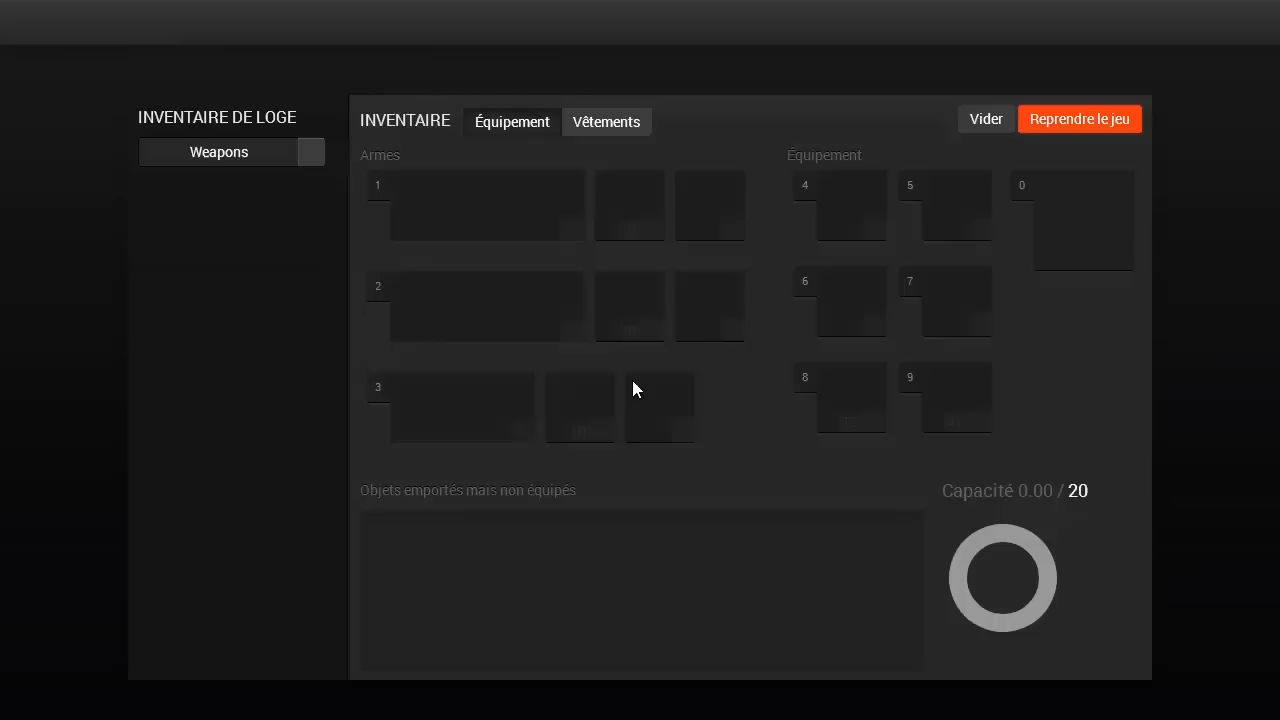 INVENTAIRE DE LOGE
Weapons
INVENTAIRE
Équipement
Vêtements
Vider
Reprendre le jeu
Armes
Équipement
1
2
3
4
5
0
6
7
8
9
Objets emportés mais non équipés
Capacité 0.00 / 20